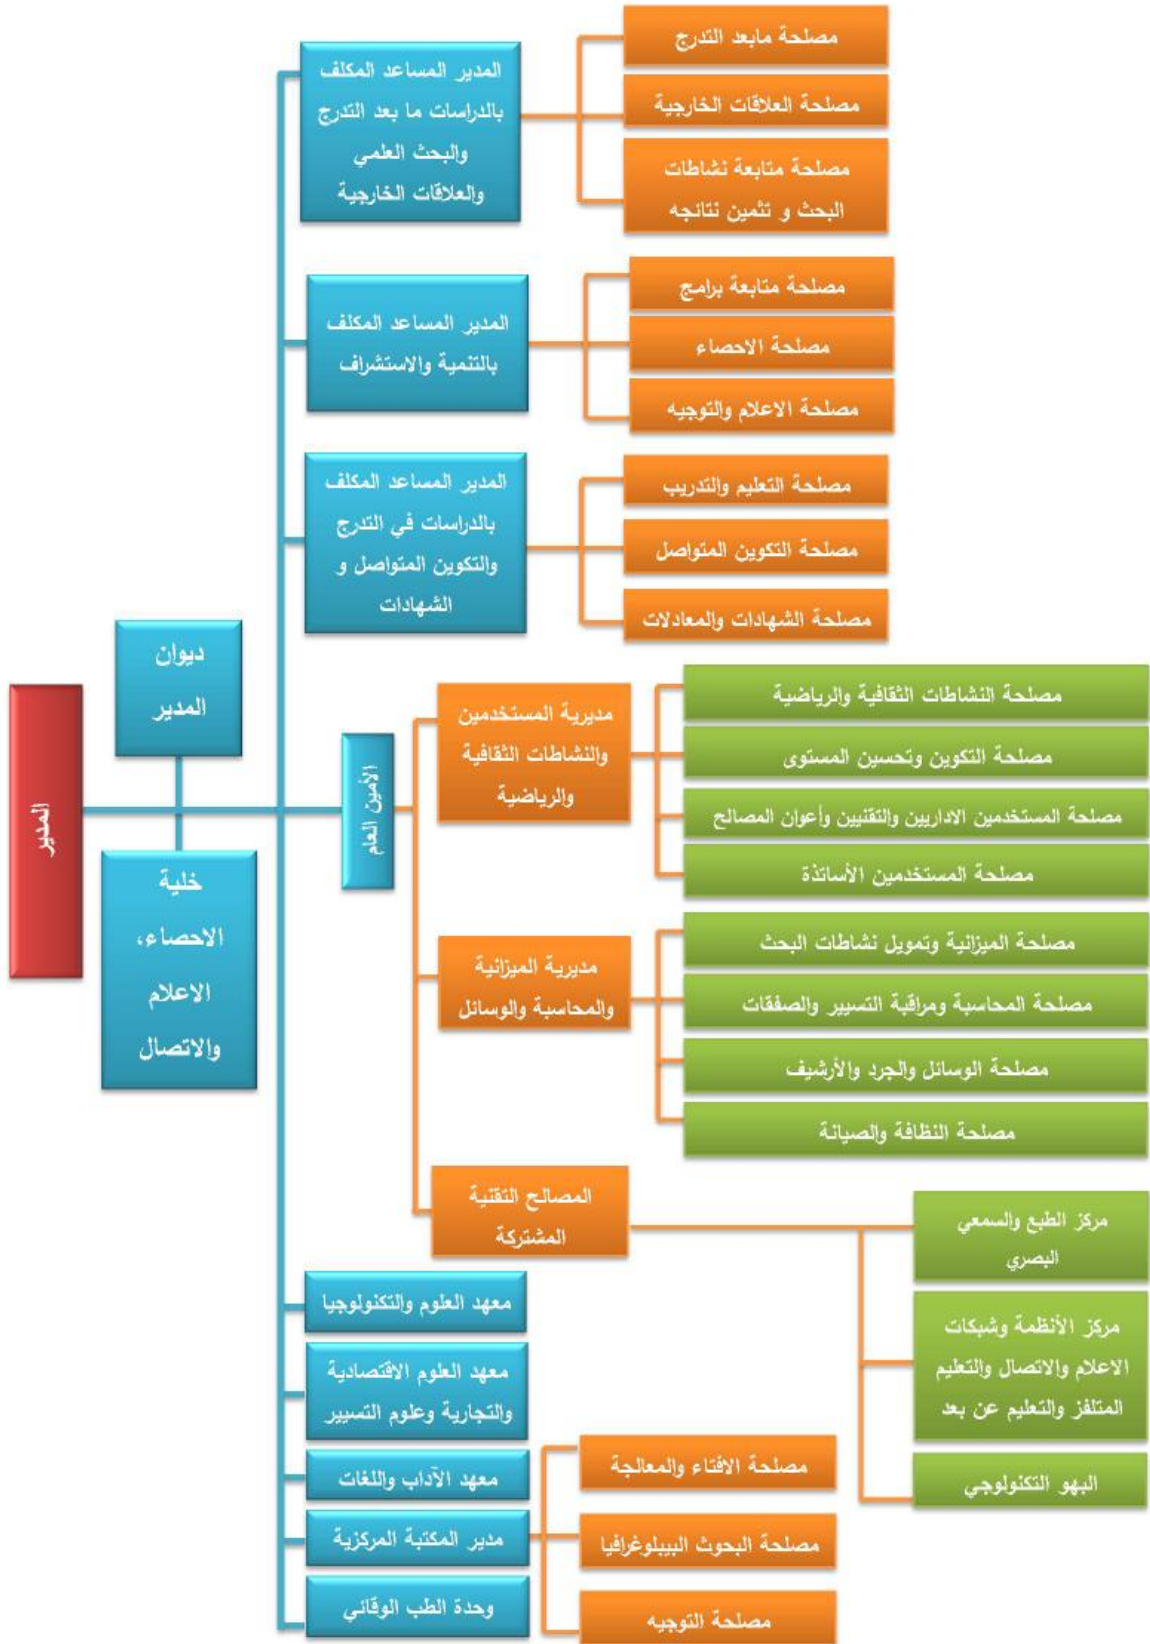 المدير
ديوان
المدير
خلية
الاحصاء،
الاعلام
والاتصال
المدير المساعد المكلف
بالدراسات ما بعد التدرج
والبحث العلمي
والعلاقات الخارجية
مصلحة مابعد التدرج
مصلحة العلاقات الخارجية
مصلحة متابعة نشاطات
البحث و تثمين نتائجه
المدير المساعد المكلف
بالتنمية والاستشراف
مصلحة متابعة برامج
مصلحة الاحصاء
مصلحة الاعلام والتوجيه
المدير المساعد المكلف
بالدراسات في التدرج
والتكوين المتواصل و
الشهادات
مصلحة التعليم والتدريب
مصلحة التكوين المتواصل
مصلحة الشهادات والمعادلات
الأمين العام
مديرية المستخدمين
والنشاطات الثقافية
والرياضية
مصلحة النشاطات الثقافية والرياضية
مصلحة التكوين وتحسين المستوى
مصلحة المستخدمين الاداريين والتقنيين وأعوان المصالح
مصلحة المستخدمين الأساتذة
مديرية الميزانية
والمحاسبة والوسائل
مصلحة الميزانية وتمويل نشاطات البحث
مصلحة المحاسبة ومراقبة التسيير والصفقات
مصلحة الوسائل والجرد والأرشيف
مصلحة النظافة والصيانة
المصالح التقنية
المشتركة
مركز الطبع والسمعي
البصري
مركز الأنظمة وشبكات
الاعلام والاتصال والتعليم
المتلفز والتعليم عن بعد
البهو التكنولوجي
معهد العلوم والتكنولوجيا
معهد العلوم الاقتصادية
والتجارية وعلوم التسيير
معهد الآداب واللغات
مدير المكتبة المركزية
مصلحة الافتاء والمعالجة
مصلحة البحوث البيبلوغرافيا
مصلحة التوجيه
وحدة الطب الوقائي